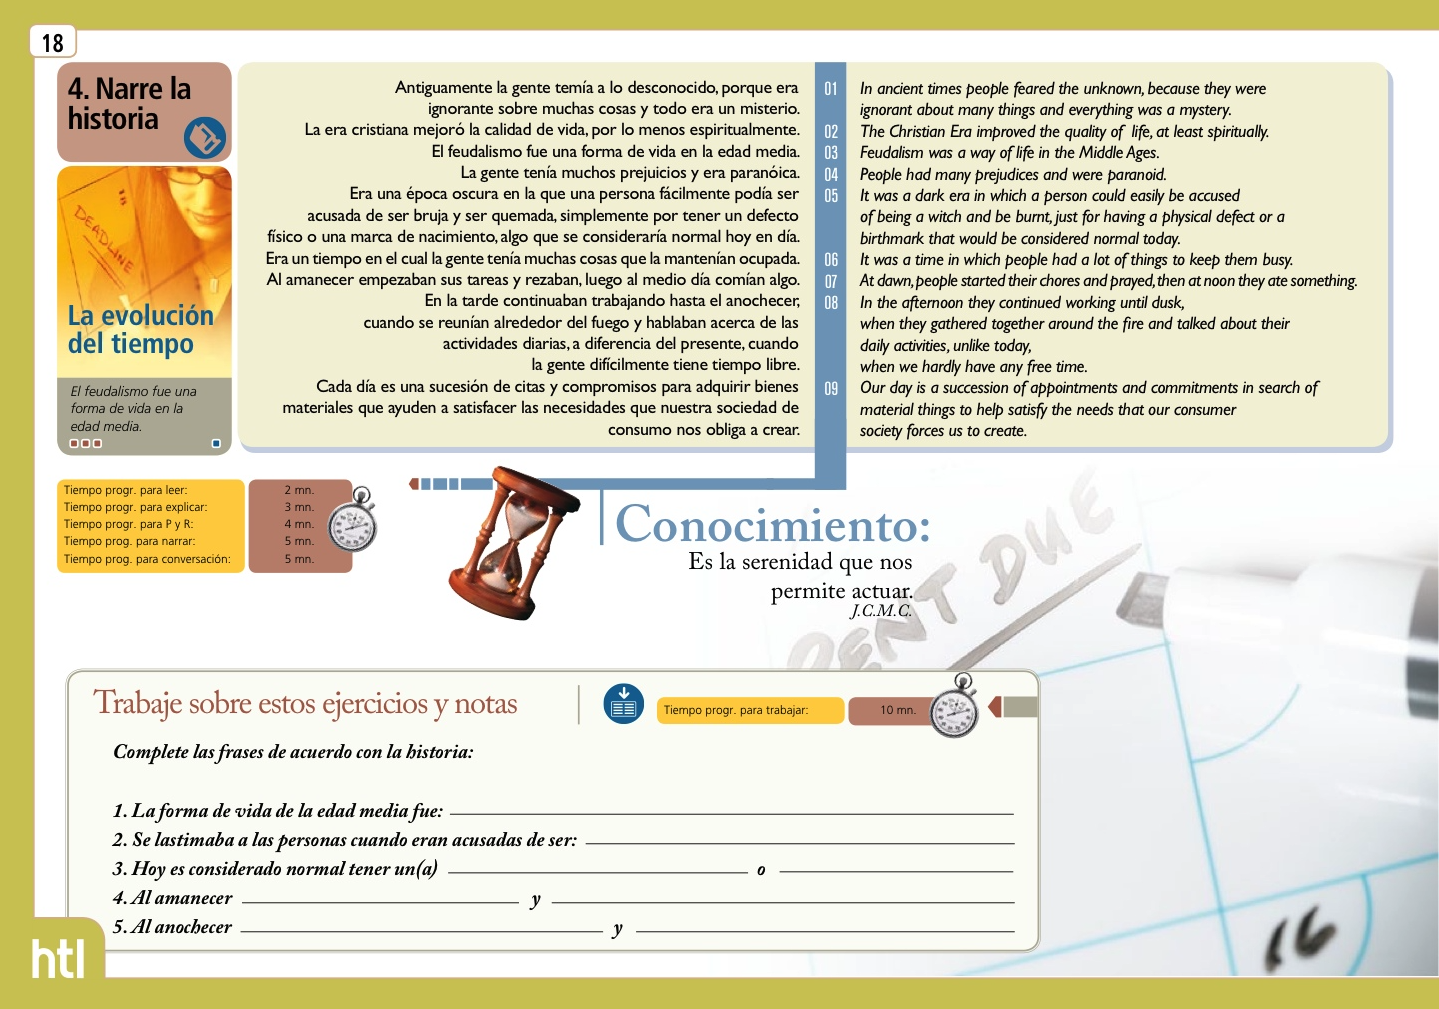 18
4. Narre la
historia
DEADLINE
La evolución
del tiempo
El feudalismo fue una
forma de vida en la
edad media.
Antiguamente la gente temía a lo desconocido, porque era
ignorante sobre muchas cosas y todo era un misterio.
La era cristiana mejoró la calidad de vida, por lo menos espiritualmente.
El feudalismo fue una forma de vida en la edad media.
La gente tenía muchos prejuicios y era paranóica.
Era una época oscura en la que una persona fácilmente podía ser
acusada de ser bruja y ser quemada, simplemente por tener un defecto
físico o una marca de nacimiento, algo que se consideraría normal hoy en día.
Era un tiempo en el cual la gente tenía muchas cosas que la mantenían ocupada.
Al amanecer empezaban sus tareas y rezaban, luego al medio día comían algo.
En la tarde continuaban trabajando hasta el anochecer,
cuando se reunían alrededor del fuego y hablaban acerca de las
actividades diarias, a diferencia del presente, cuando
la gente difícilmente tiene tiempo libre.
Cada día es una sucesión de citas y compromisos para adquirir bienes
materiales que ayuden a satisfacer las necesidades que nuestra sociedad de
consumo nos obliga a crear.
01 In ancient times people feared the unknown, because they were
ignorant about many things and everything was a mystery.
02 The Christian Era improved the quality of life, at least spiritually.
03 Feudalism was a way of life in the Middle Ages.
04 People had many prejudices and were paranoid.
05 It was a dark era in which a person could easily be accused
of being a witch and be burnt, just for having a physical defect or a
birthmark that would be considered normal today.
06 It was a time in which people had a lot of things to keep them busy.
07 At dawn, people started their chores and prayed, then at noon they ate something.
08 In the afternoon they continued working until dusk,
when they gathered together around the fire and talked about their
daily activities, unlike today,
when we hardly have any free time.
09 Our day is a succession of appointments and commitments in search of
material things to help satisfy the needs that our consumer
society forces us to create.
Tiempo progr. para leer: 2 mn.
Tiempo progr. para explicar: 3 mn.
Tiempo progr. para P y R: 4 mn.
Tiempo prog. para narrar: 5 mn.
Tiempo prog. para conversación: 5 mn.
Conocimiento:
Es la serenidad que nos
permite actuar.
J.C.M.C.
RENT DUE
Trabaje sobre estos ejercicios y notas
Tiempo progr. para trabajar: 10 mn.
Complete las frases de acuerdo con la historia:
1. La forma de vida de la edad media fue:
2. Se lastimaba a las personas cuando eran acusadas de ser:
3. Hoy es considerado normal tener un(a) o
4. Al amanecer y
5. Al anochecer y
16
htl